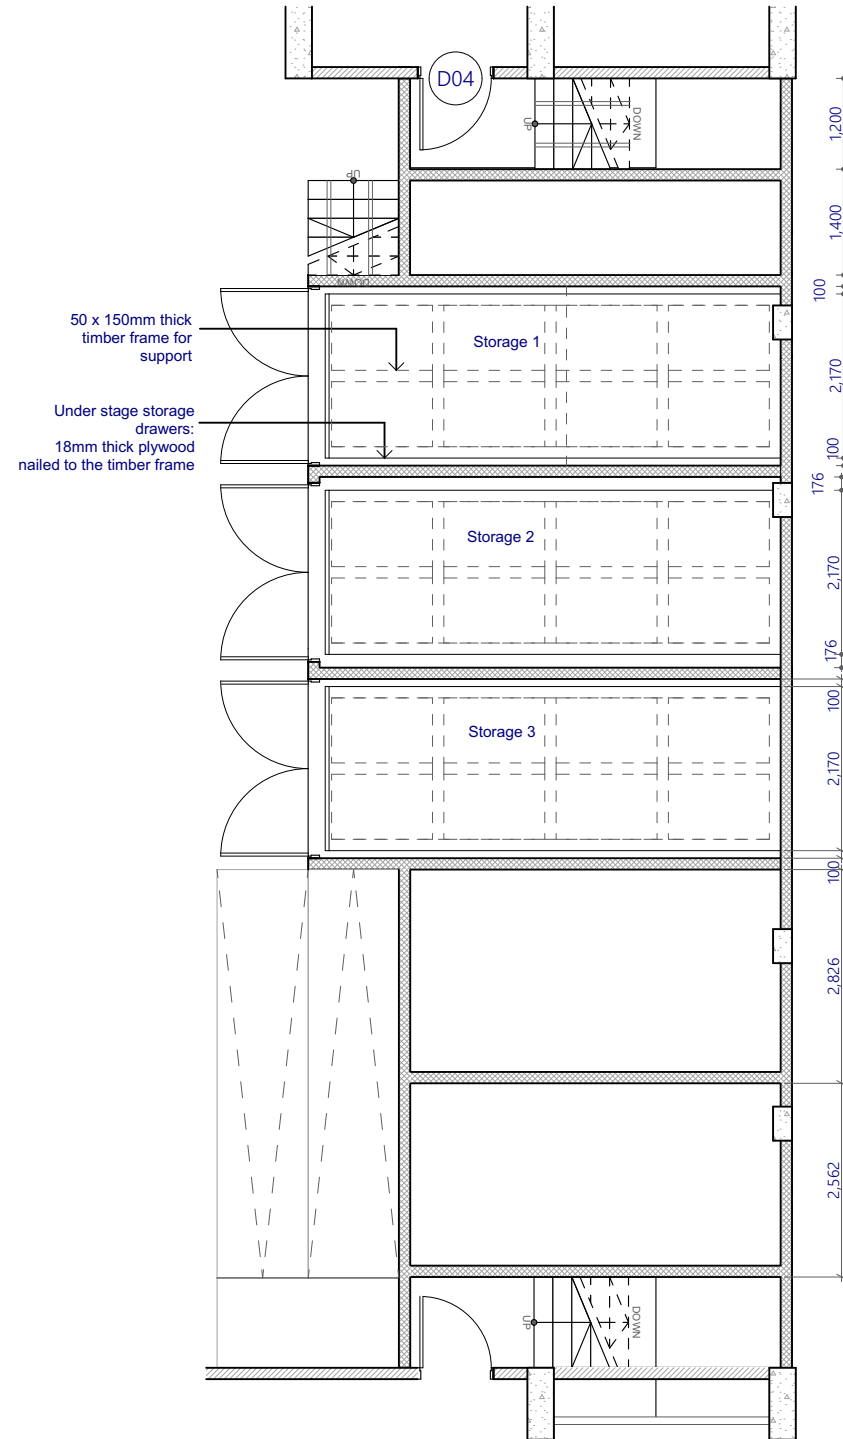 D04
1,200
UP
DOWN
UP
1,400
DOWN
100
50 x 150mm thick
timber frame for
support
Storage 1
2,170
Under stage storage
drawers:
18mm thick plywood
nailed to the timber frame
100
176
Storage 2
2,170
176
100
Storage 3
2,170
100
2,826
2,562
UP
DOWN